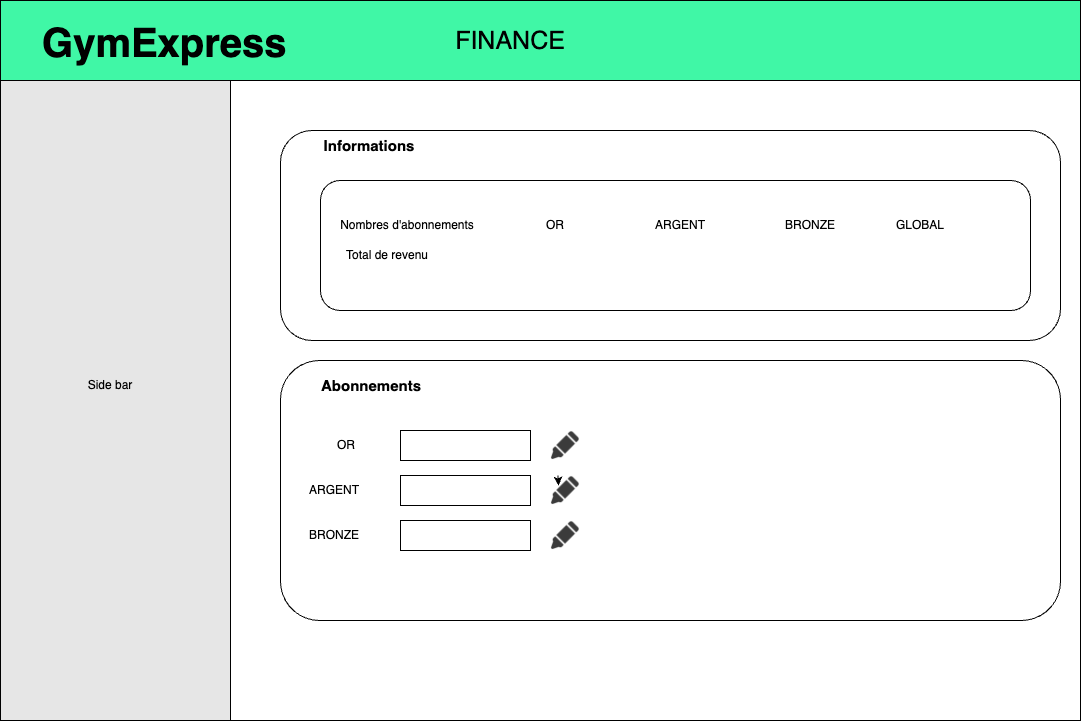 GymExpress
FINANCE
Informations
Nombres d'abonnements OR ARGENT BRONZE GLOBAL
Total de revenu
Side bar
Abonnements
OR
ARGENT
BRONZE